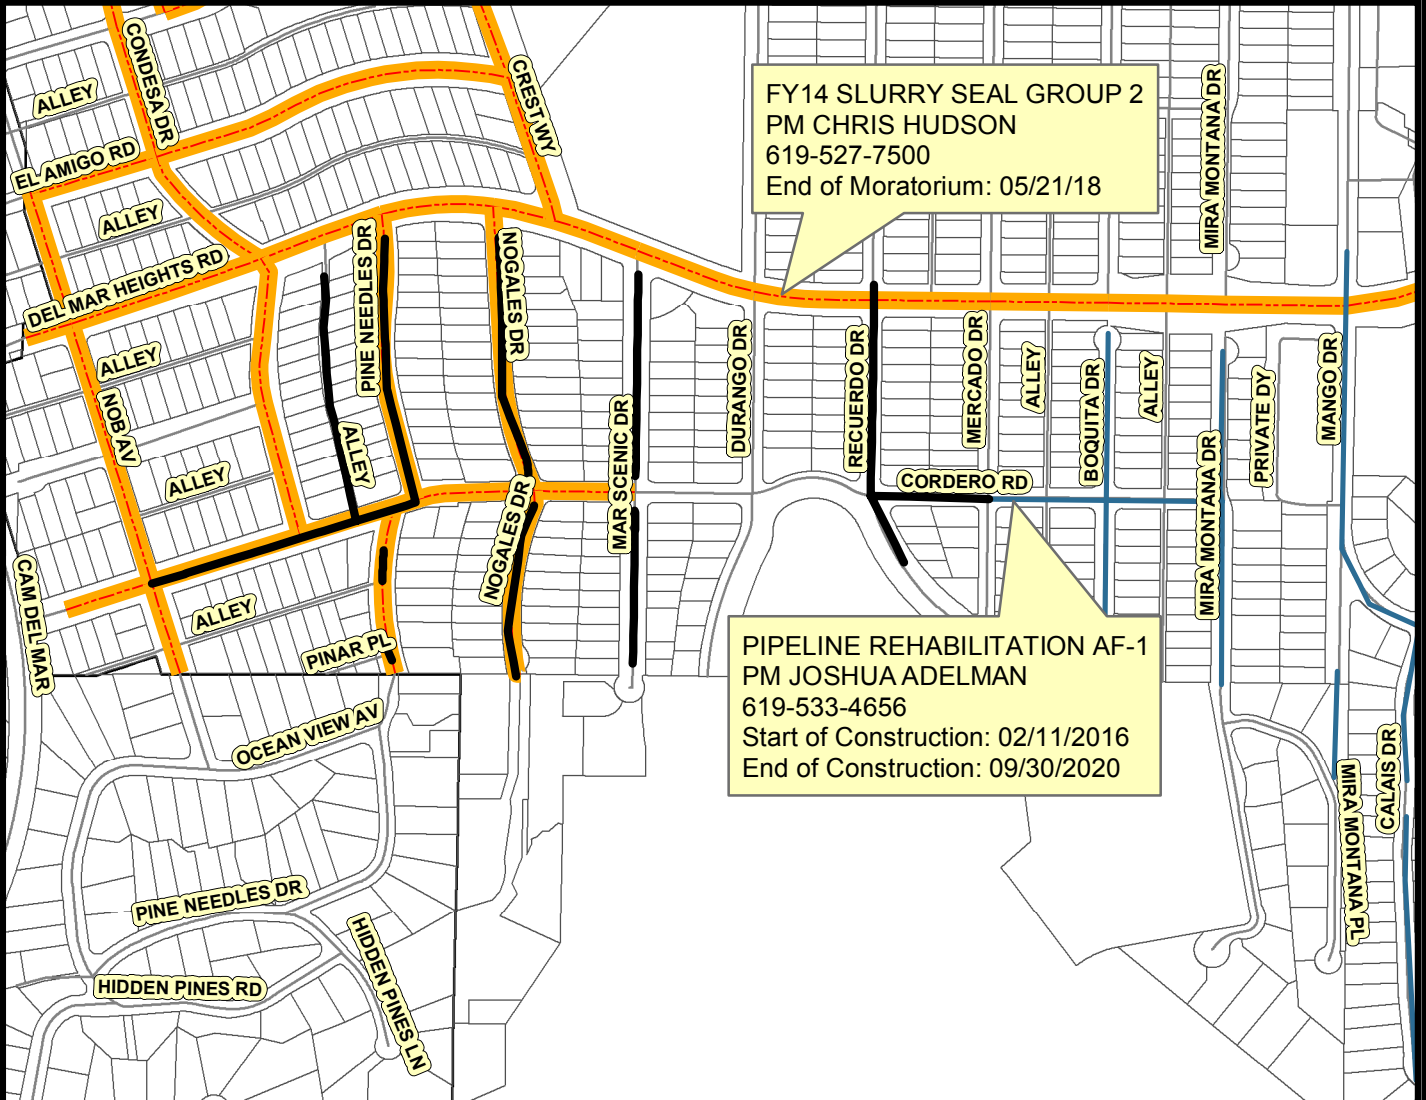 CONDESA DR
CREST WY
ALLEY
MIRA MONTANA DR
FY14 SLURRY SEAL GROUP 2
PM CHRIS HUDSON
619-527-7500
End of Moratorium: 05/21/18
EL AMIGO RD
ALLEY
PINE NEEDLES DR
NOGALES DR
DEL MAR HEIGHTS RD
ALLEY
NOB AV
DURANGO DR
RECUERDO DR
MERCADO DR
ALLEY
BOQUITA DR
ALLEY
PRIVATE DY
MANGO DR
ALLEY
ALLEY
MAR SCENIC DR
CORDERO RD
MIRA MONTANA DR
NOGALES DR
CAM DEL MAR
ALLEY
PINAR PL
PIPELINE REHABILITATION AF-1
PM JOSHUA ADELMAN
619-533-4656
Start of Construction: 02/11/2016
End of Construction: 09/30/2020
OCEAN VIEW AV
MIRA MONTANA PL
CALAIS DR
PINE NEEDLES DR
HIDDEN PINES RD
HIDDEN PINES LN